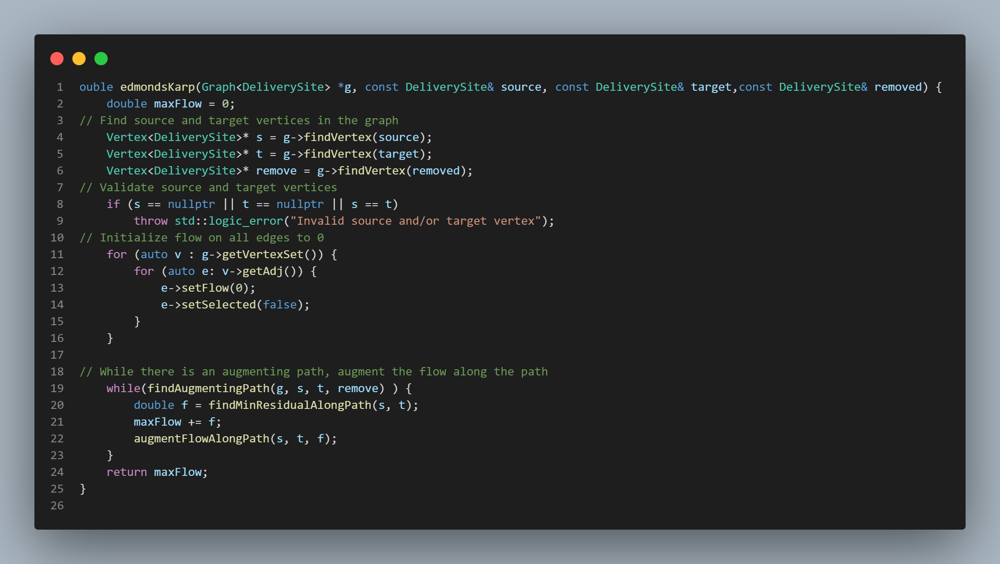 1 ouble edmondsKarp(Graph<DeliverySite> *g, const DeliverySite& source, const DeliverySite& target,const DeliverySite& removed) {
2     double maxFlow = 0;
3 // Find source and target vertices in the graph
4     Vertex<DeliverySite>* s = g->findVertex(source);
5     Vertex<DeliverySite>* t = g->findVertex(target);
6     Vertex<DeliverySite>* remove = g->findVertex(removed);
7 // Validate source and target vertices
8     if (s == nullptr || t == nullptr || s == t)
9         throw std::logic_error("Invalid source and/or target vertex");
10 // Initialize flow on all edges to 0
11     for (auto v : g->getVertexSet()) {
12         for (auto e: v->getAdj()) {
13             e->setFlow(0);
14             e->setSelected(false);
15         }
16     }
17
18 // While there is an augmenting path, augment the flow along the path
19     while(findAugmentingPath(g, s, t, remove) ) {
20         double f = findMinResidualAlongPath(s, t);
21         maxFlow += f;
22         augmentFlowAlongPath(s, t, f);
23     }
24     return maxFlow;
25 }
26